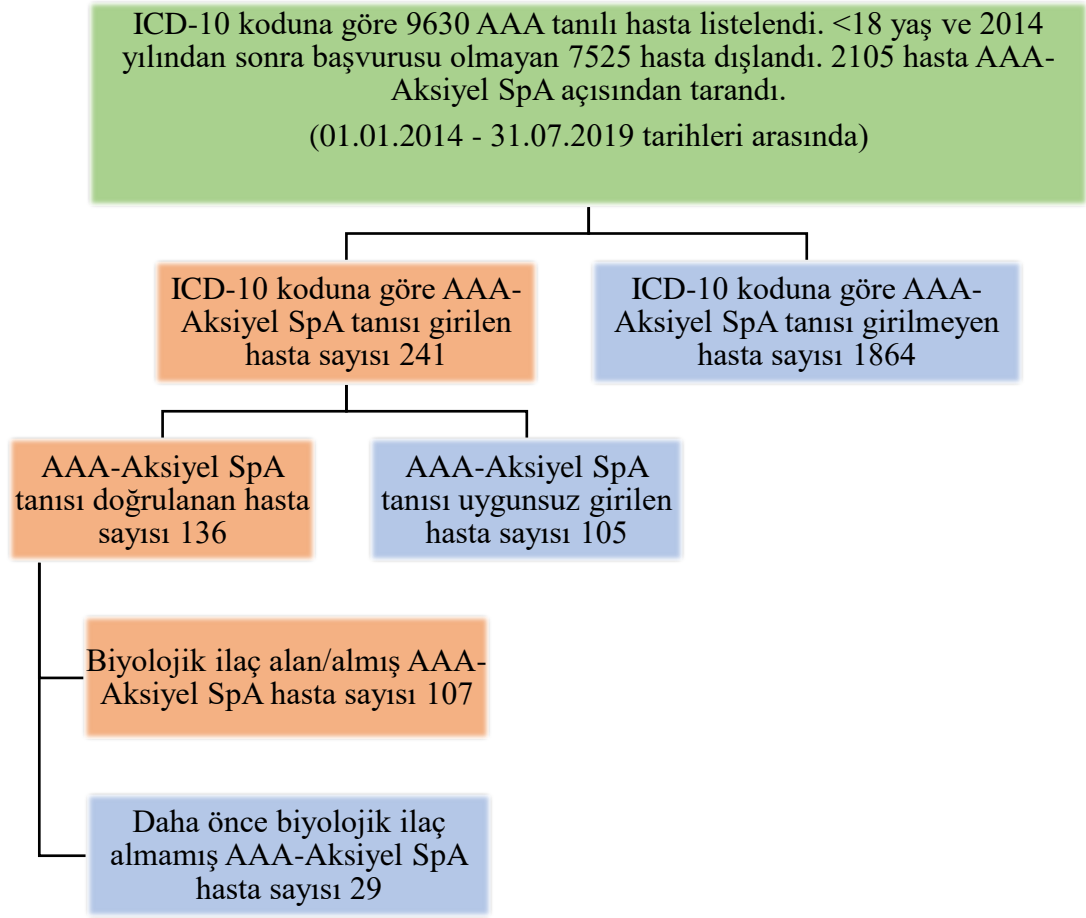 ICD-10 koduna göre 9630 AAA tanılı hasta listelendi. <18 yaş ve 2014
yılından sonra başvurusu olmayan 7525 hasta dışlandı. 2105 hasta AAA-
Aksiyel SpA açısından tarandı.
(01.01.2014 - 31.07.2019 tarihleri arasında)
ICD-10 koduna göre AAA-
Aksiyel SpA tanısı girilen
hasta sayısı 241
ICD-10 koduna göre AAA-
Aksiyel SpA tanısı girilmeyen
hasta sayısı 1864
AAA-Aksiyel SpA
tanısı doğrulanan hasta
sayısı 136
AAA-Aksiyel SpA
tanısı uygunsuz girilen
hasta sayısı 105
Biyolojik ilaç alan/almış AAA-
Aksiyel SpA hasta sayısı 107
Daha önce biyolojik ilaç
almamış AAA-Aksiyel SpA
hasta sayısı 29